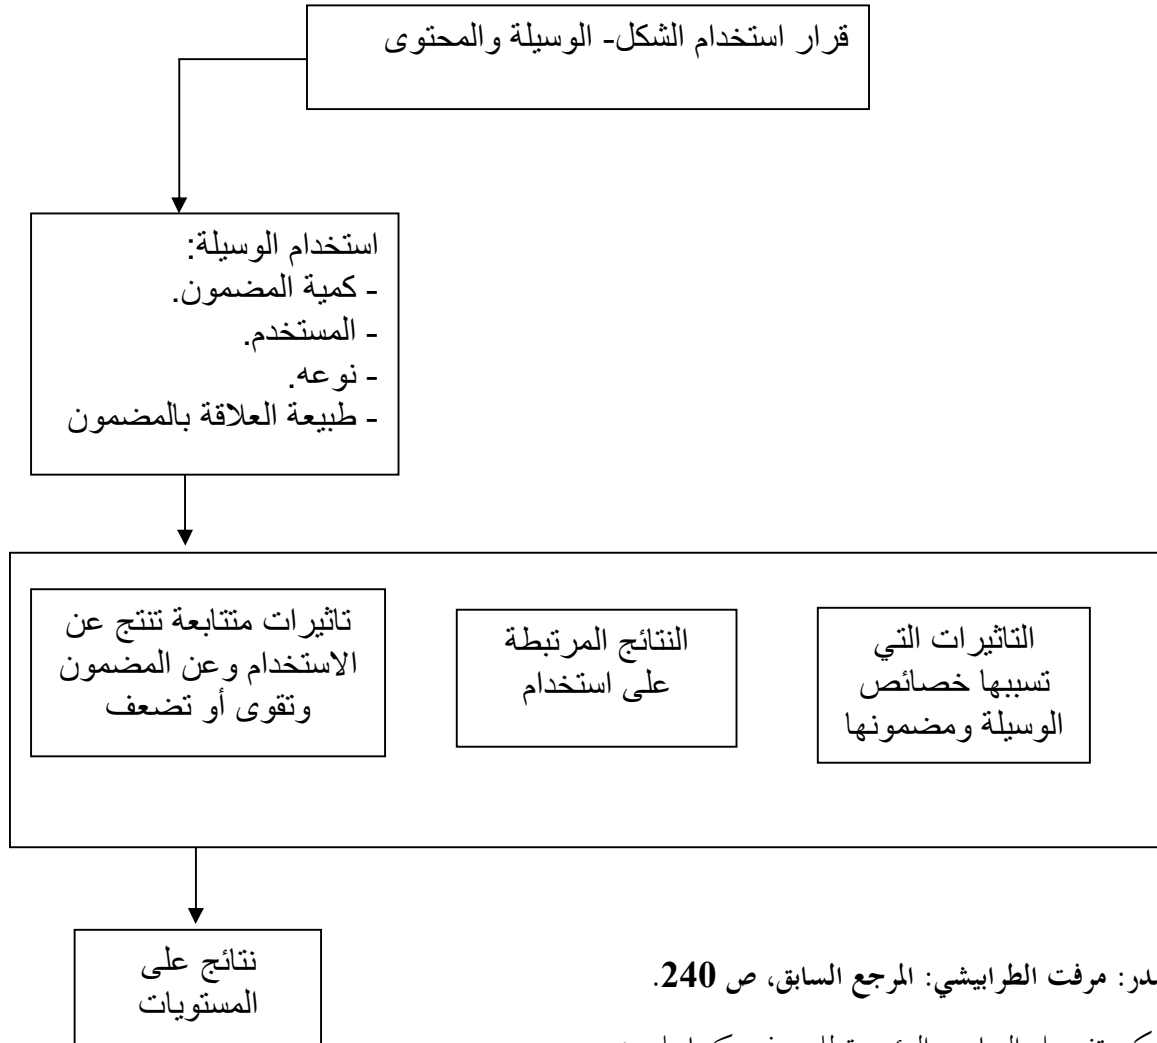 قرار استخدام الشكل- الوسيلة والمحتوى
استخدام الوسيلة:
- كمية المضمون.
- المستخدم.
- نوعه.
- طبيعة العلاقة بالمضمون
التاثيرات التي
تسببها خصائص
الوسيلة ومضمونها
النتائج المرتبطة
على استخدام
تاثيرات متتابعة تنتج عن
الاستخدام وعن المضمون
وتقوى أو تضعف
نتائج على
المستويات
مرفت الطرابيشي: المرجع السابق، ص 240.